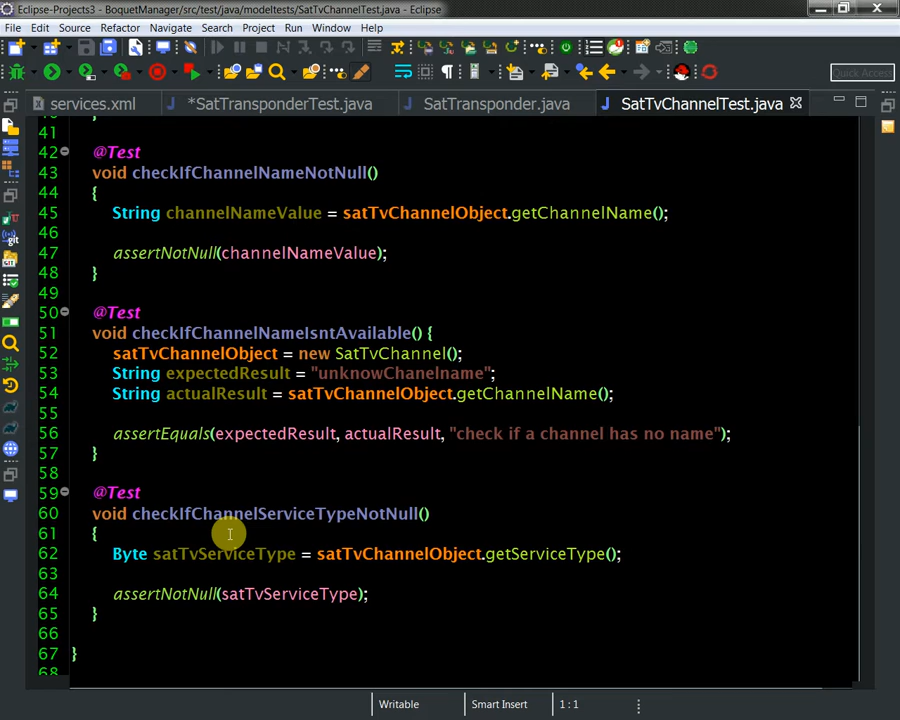 Eclipse-Projects3 - BoquetManager/src/test/java/modeltests/SatTvChannelTest.java - Eclipse
File Edit Source Refactor Navigate Search Project Run Window Help
Quick Access
services.xml *SatTransponderTest.java SatTransponder.java SatTvChannelTest.java
40 }
41
42 @Test
43 void checkIfChannelNameNotNull()
44 {
45 String channelNameValue = satTvChannelObject.getChannelName();
46
47 assertNotNull(channelNameValue);
48 }
49
50 @Test
51 void checkIfChannelNameIsntAvailable() {
52 satTvChannelObject = new SatTvChannel();
53 String expectedResult = "unknowChanelname";
54 String actualResult = satTvChannelObject.getChannelName();
55
56 assertEquals(expectedResult, actualResult, "check if a channel has no name");
57 }
58
59 @Test
60 void checkIfChannelServiceTypeNotNull()
61 {
62 Byte satTvServiceType = satTvChannelObject.getServiceType();
63
64 assertNotNull(satTvServiceType);
65 }
66
67 }
68
Writable Smart Insert 1 : 1